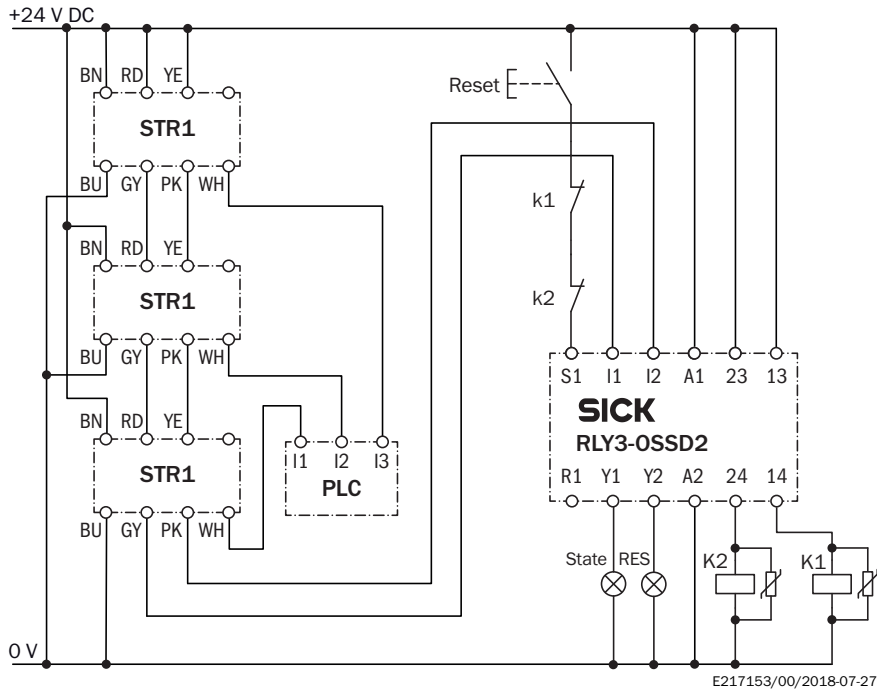 +24 V DC
BN RD YE
STR1
BU GY PK WH
BN RD YE
STR1
BU GY PK WH
BN RD YE
STR1
BU GY PK WH
I1 I2 I3
PLC
Reset
k1
k2
S1 I1 I2 A1 23 13
SICK
RLY3-OSSD2
R1 Y1 Y2 A2 24 14
State RES K2 K1
0 V
E217153/00/2018-07-27